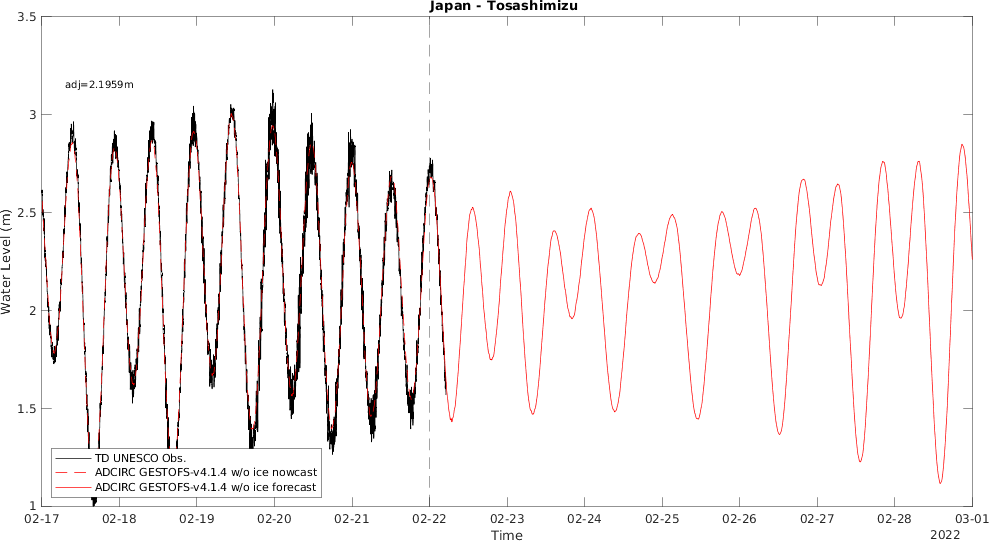 Japan - Tosashimizu
3.5
adj=2.1959m
3
2.5
Water Level (m)
2
1.5
TD UNESCO Obs.
ADCIRC GESTOFS-v4.1.4 w/o ice nowcast
ADCIRC GESTOFS-v4.1.4 w/o ice forecast
1
02-17 02-18 02-19 02-20 02-21 02-22 02-23 02-24 02-25 02-26 02-27 02-28 03-01
Time
2022